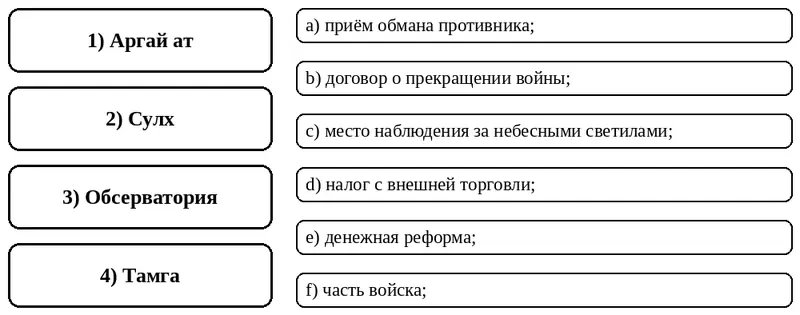 1) Аргай ат
2) Сулх
3) Обсерватория
4) Тамга
a) приём обмана противника;
b) договор о прекращении войны;
c) место наблюдения за небесными светилами;
d) налог с внешней торговли;
e) денежная реформа;
f) часть войска;